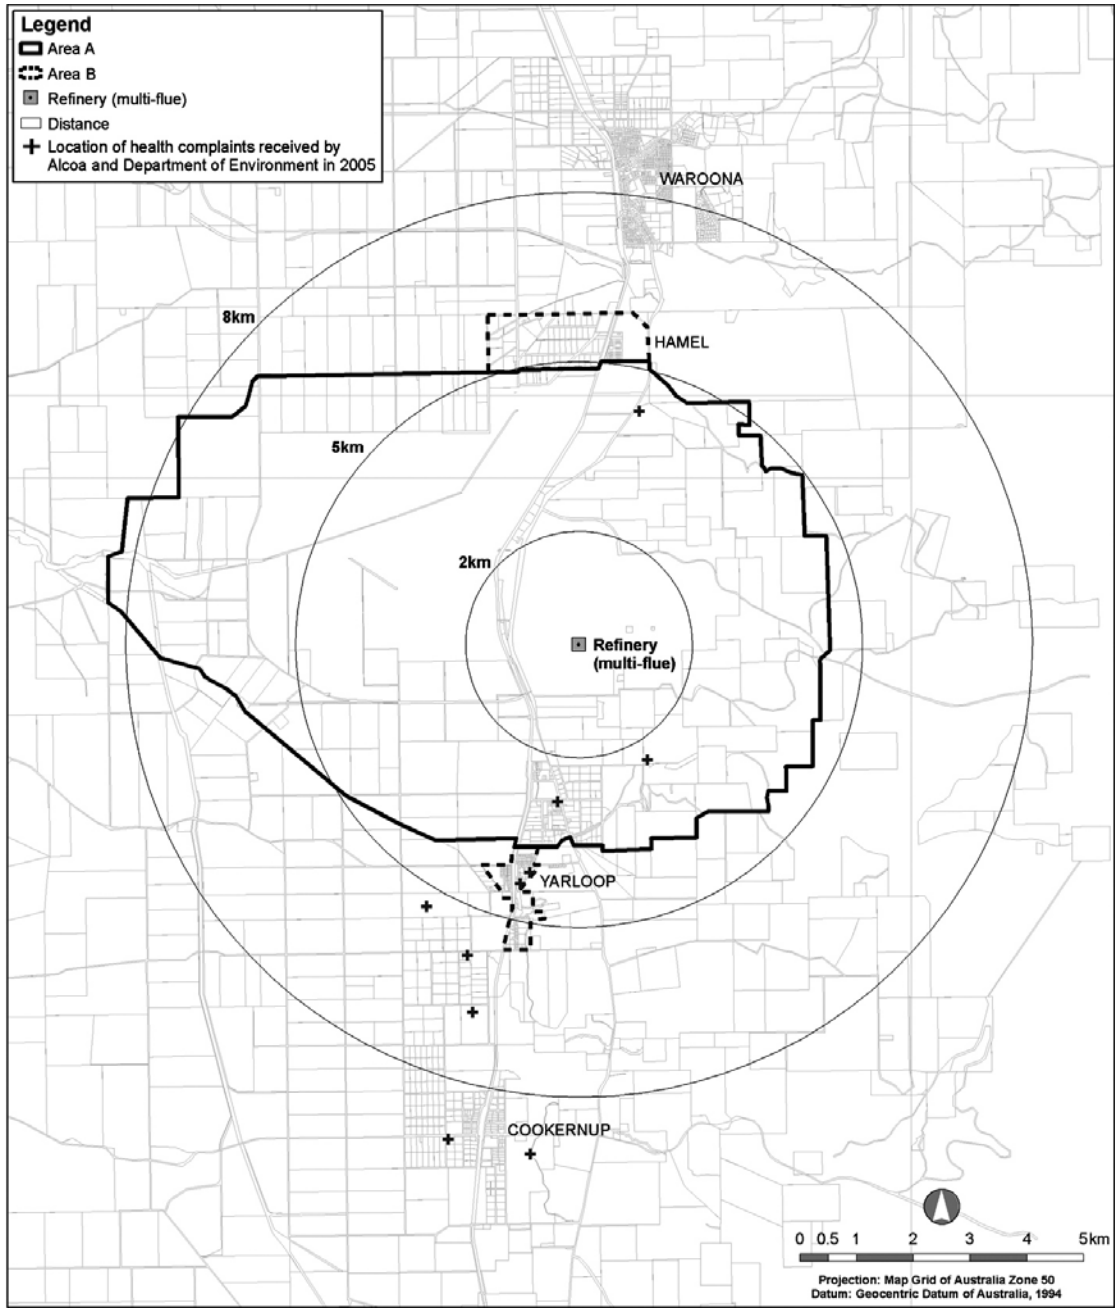 Legend
Area A
Area B
Refinery (multi-flue)
Distance
Location of health complaints received by
Alcoa and Department of Environment in 2005
WAROONA
8km
HAMEL
5km
2km
Refinery
(multi-flue)
YARLOOP
COOKERNUP
0 0.5 1 2 3 4 5km
Projection: Map Grid of Australia Zone 50
Datum: Geocentric Datum of Australia, 1994